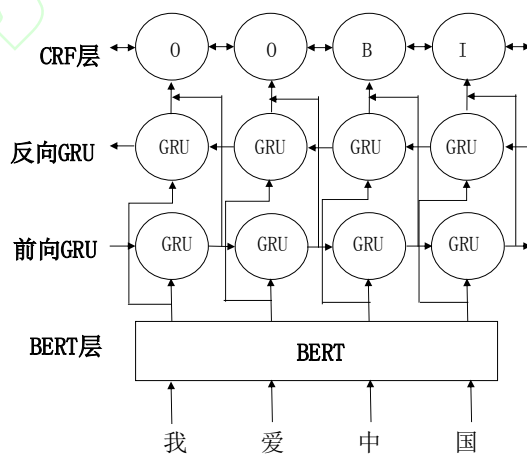 CRF层 O O B I
反向GRU GRU GRU GRU GRU
前向GRU GRU GRU GRU GRU
BERT层 BERT
我 爱 中 国